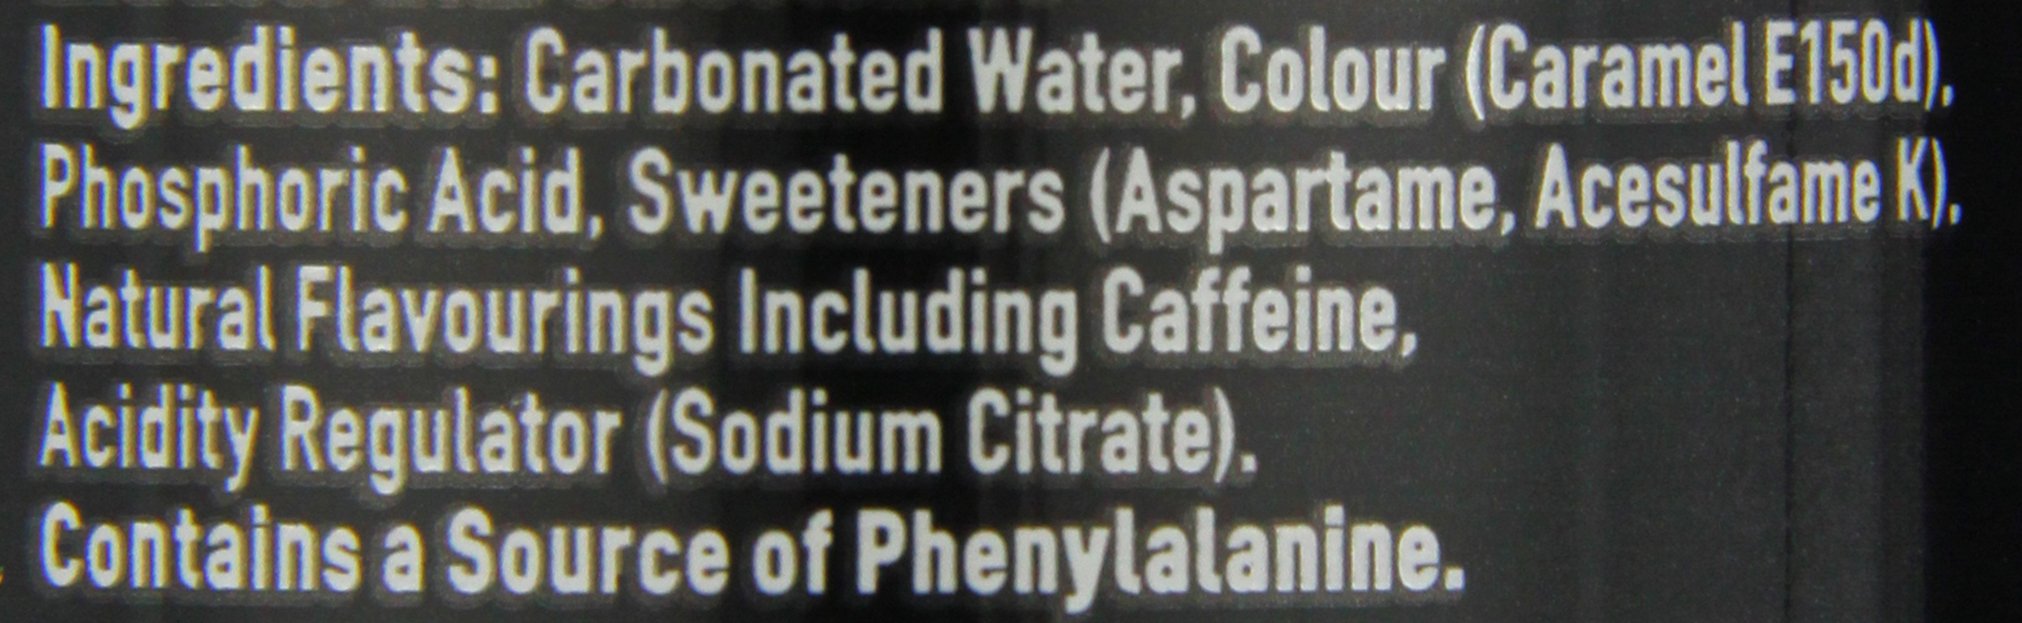 Ingredients: Carbonated Water, Colour (Caramel E150d),
Phosphoric Acid, Sweeteners (Aspartame, Acesulfame K),
Natural Flavourings Including Caffeine,
Acidity Regulator (Sodium Citrate).
Contains a Source of Phenylalanine.